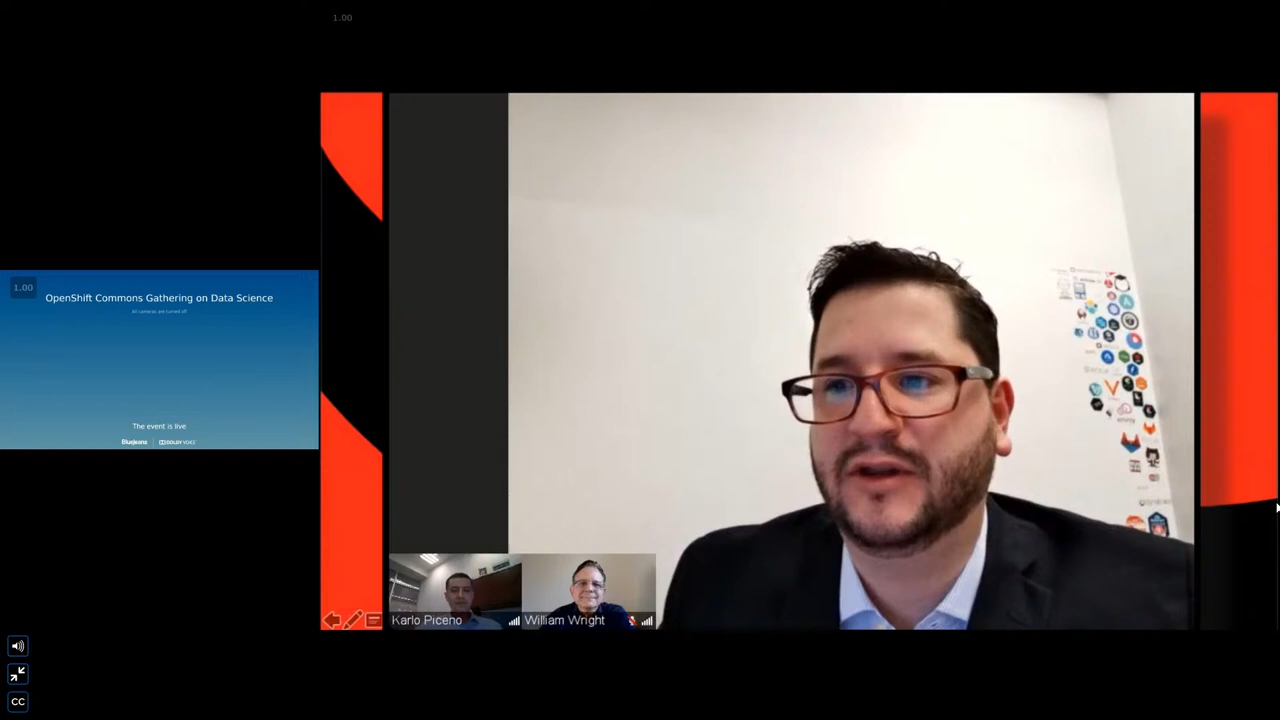 1.00
1.00
OpenShift Commons Gathering on Data Science
All cameras are turned off
The event is live
BlueJeans
DOLBY VOICE
Karlo Piceno
William Wright
CC